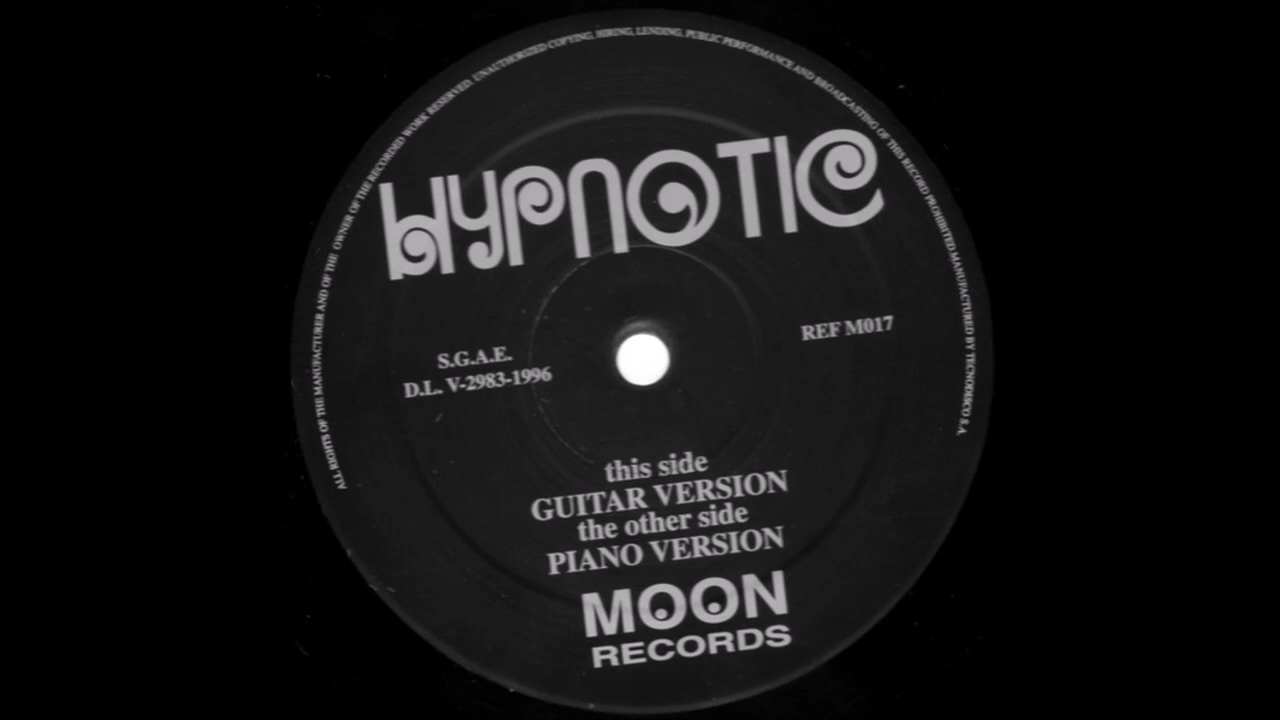 ALL RIGHTS OF THE MANUFACTURER AND OF THE OWNER OF THE RECORDED WORK RESERVED. UNAUTHORIZED COPYING, HIRING, LENDING, PUBLIC PERFORMANCE AND BROADCASTING OF THIS RECORD PROHIBITED MANUFACTURED BY TECNODISCO S.A.
HYPNOTIC
S.G.A.E.
D.L. V-2983-1996
REF M017
this side
GUITAR VERSION
the other side
PIANO VERSION
MOON
RECORDS